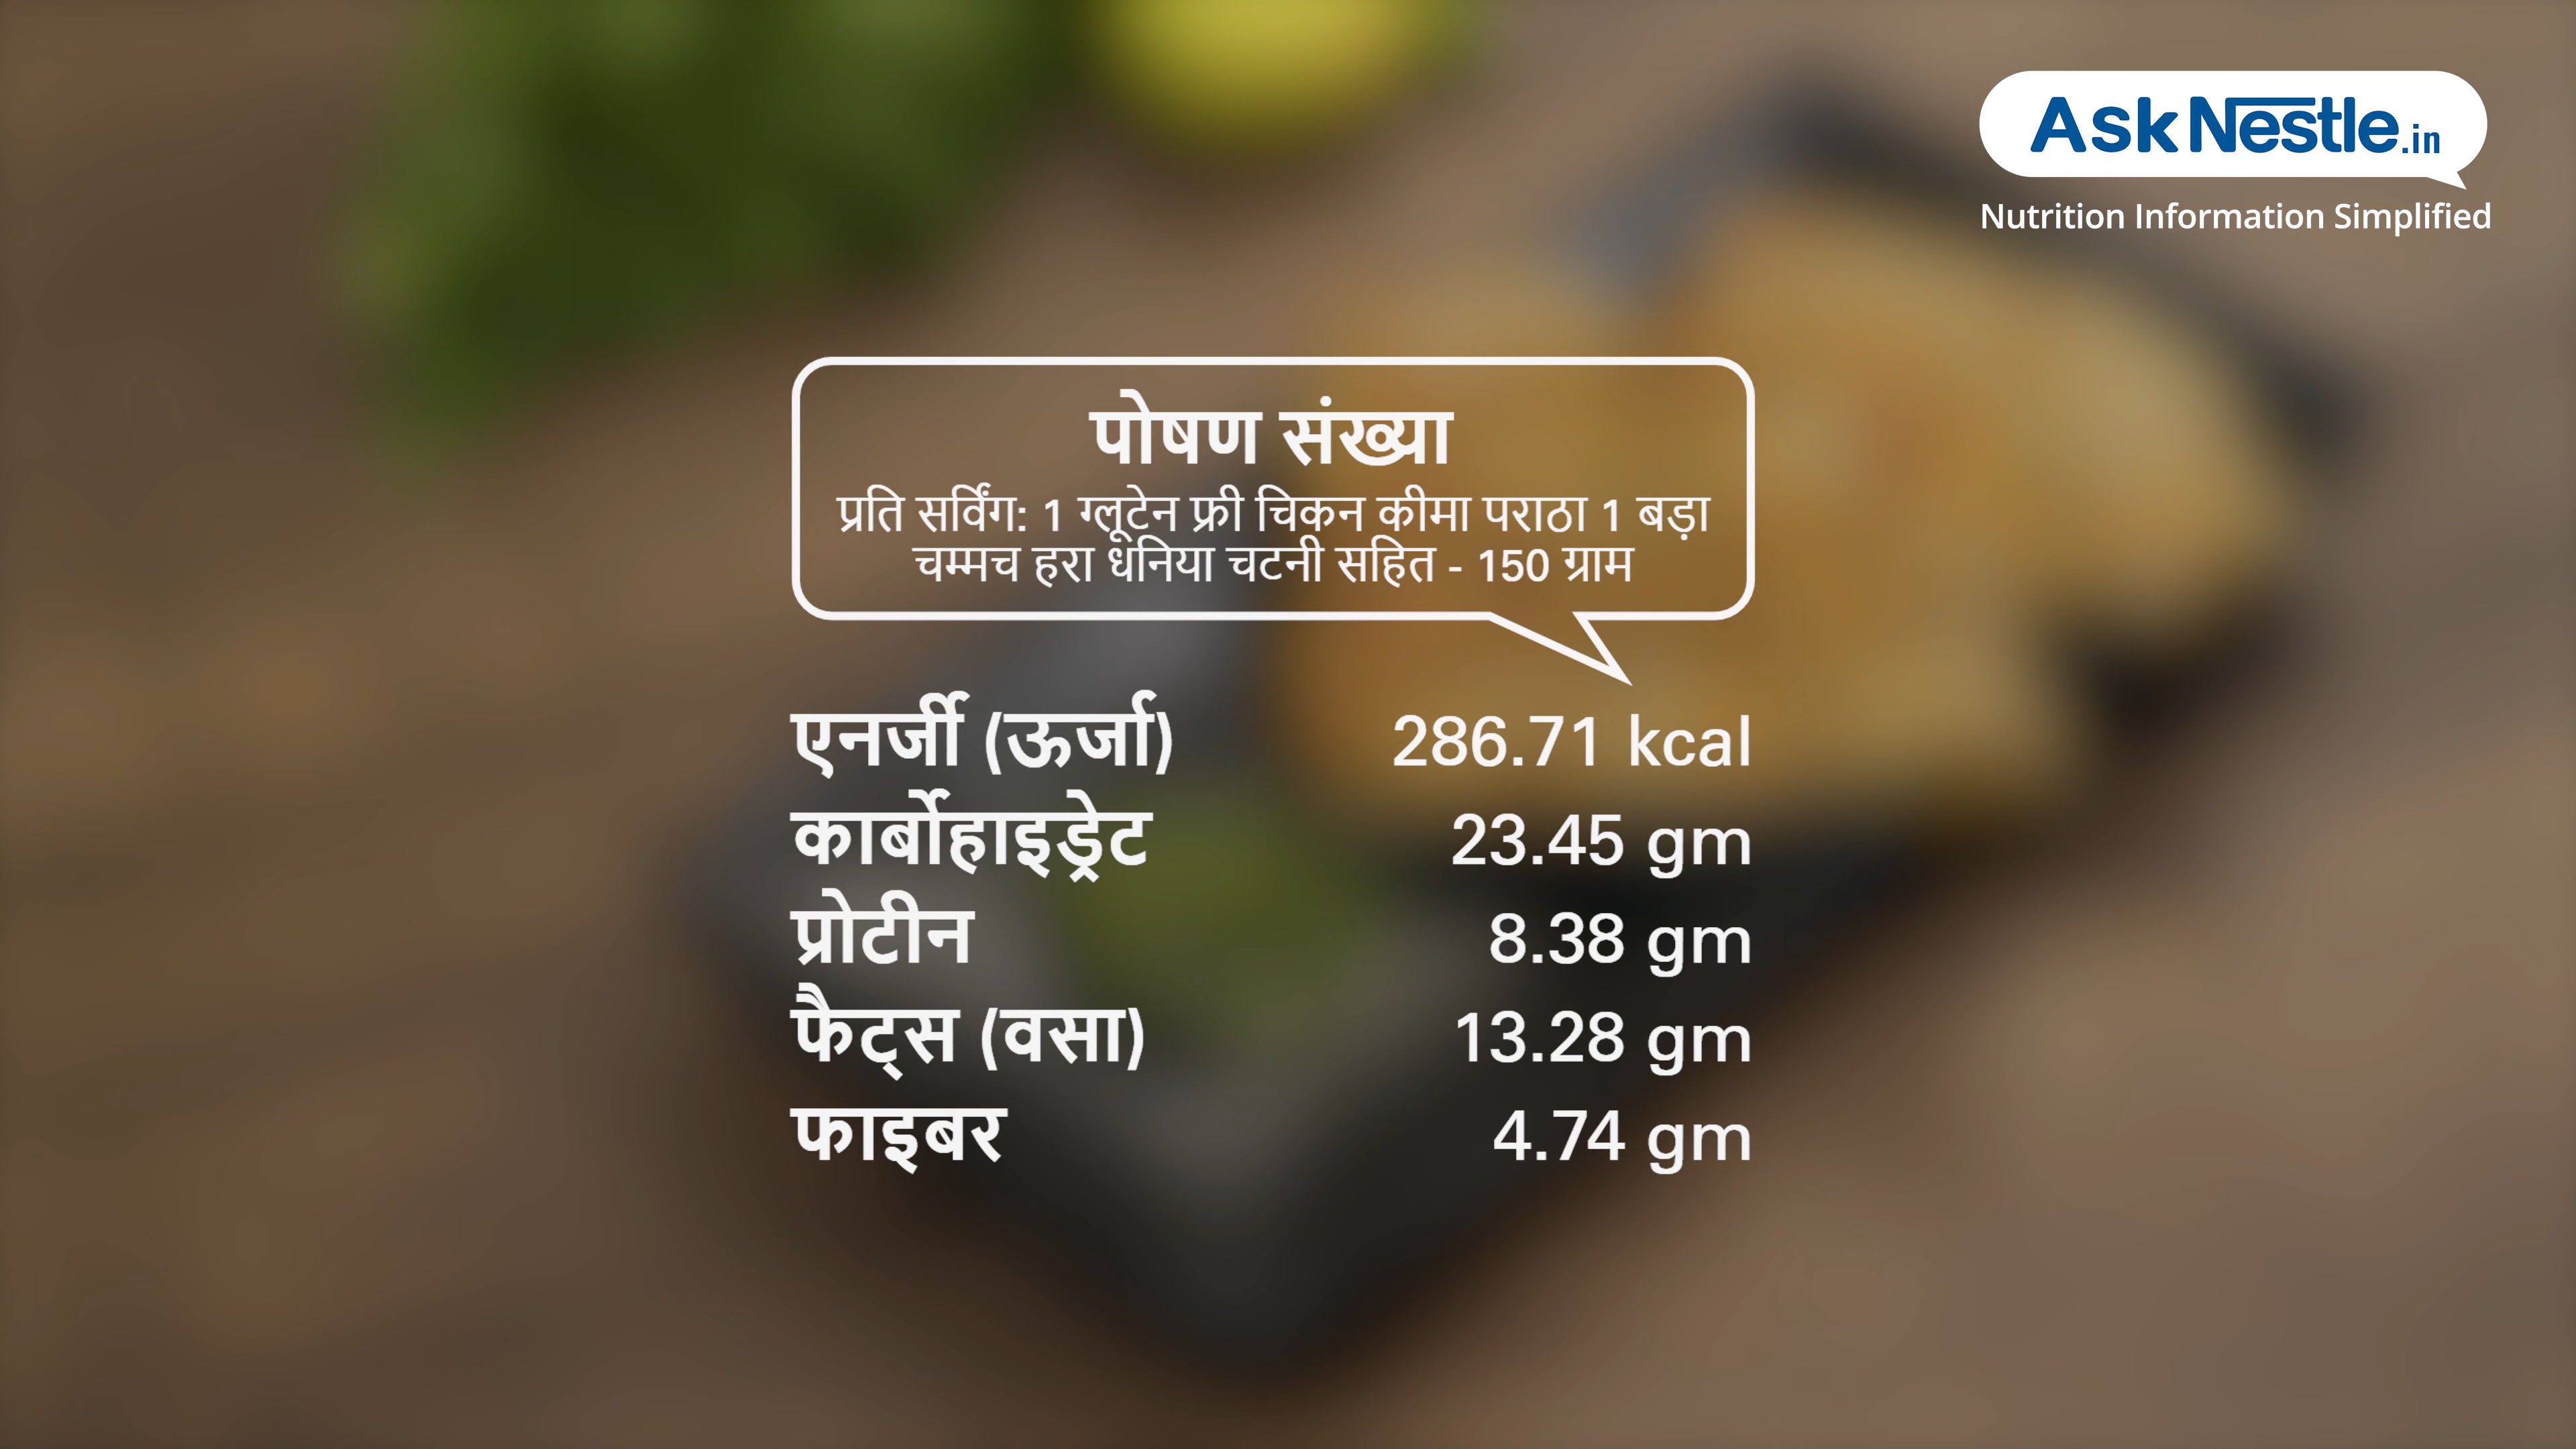 AskNestle.in
Nutrition Information Simplified
पोषण संख्या
प्रति सर्विंग: 1 ग्लूटेन फ्री चिकन कीमा पराठा 1 बड़ा
चम्मच हरा धनिया चटनी सहित - 150 ग्राम
एनर्जी (ऊर्जा) 286.71 kcal
कार्बोहाइड्रेट 23.45 gm
प्रोटीन 8.38 gm
फैट्स (वसा) 13.28 gm
फाइबर 4.74 gm